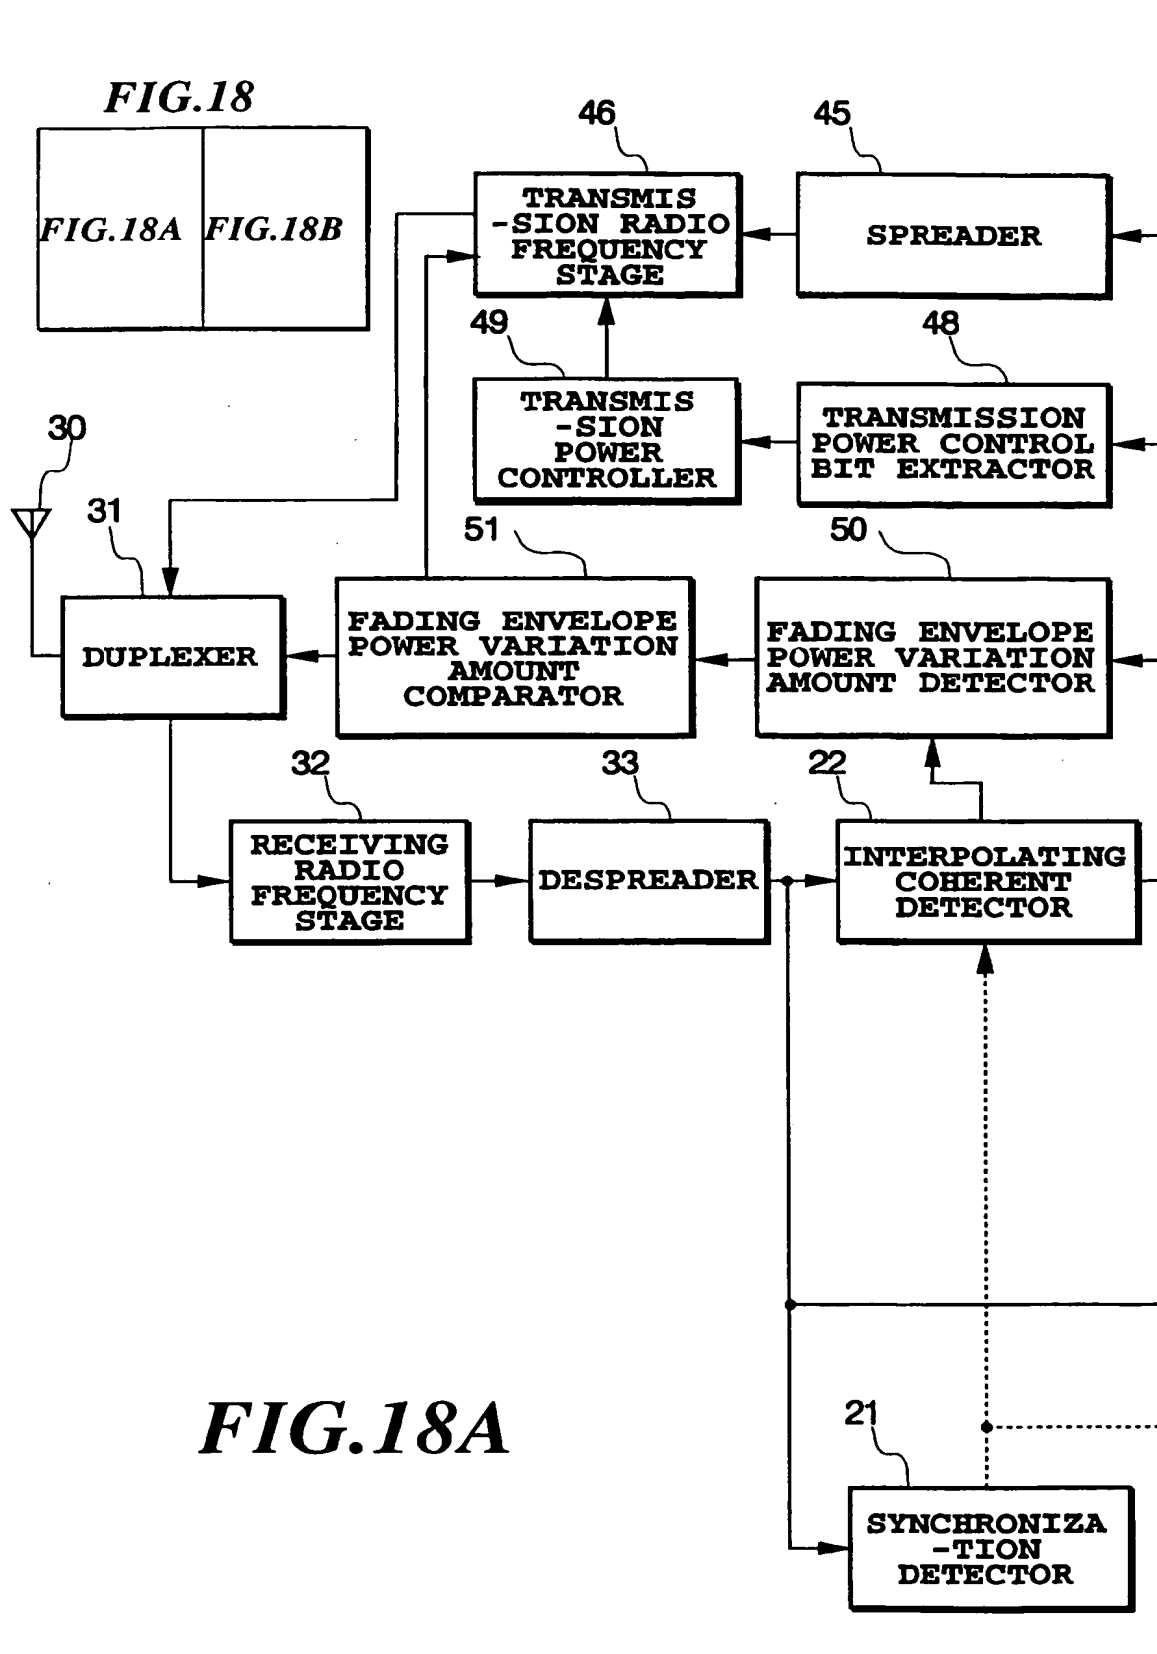 FIG.18
FIG.18A
FIG.18B
46
TRANSMIS
-SION RADIO
FREQUENCY
STAGE
45
SPREADER
49
TRANSMIS
-SION
POWER
CONTROLLER
48
TRANSMISSION
POWER CONTROL
BIT EXTRACTOR
30
31
DUPLEXER
51
FADING ENVELOPE
POWER VARIATION
AMOUNT
COMPARATOR
50
FADING ENVELOPE
POWER VARIATION
AMOUNT DETECTOR
32
RECEIVING
RADIO
FREQUENCY
STAGE
33
DESPREADER
22
INTERPOLATING
COHERENT
DETECTOR
FIG.18A
21
SYNCHRONIZA
-TION
DETECTOR